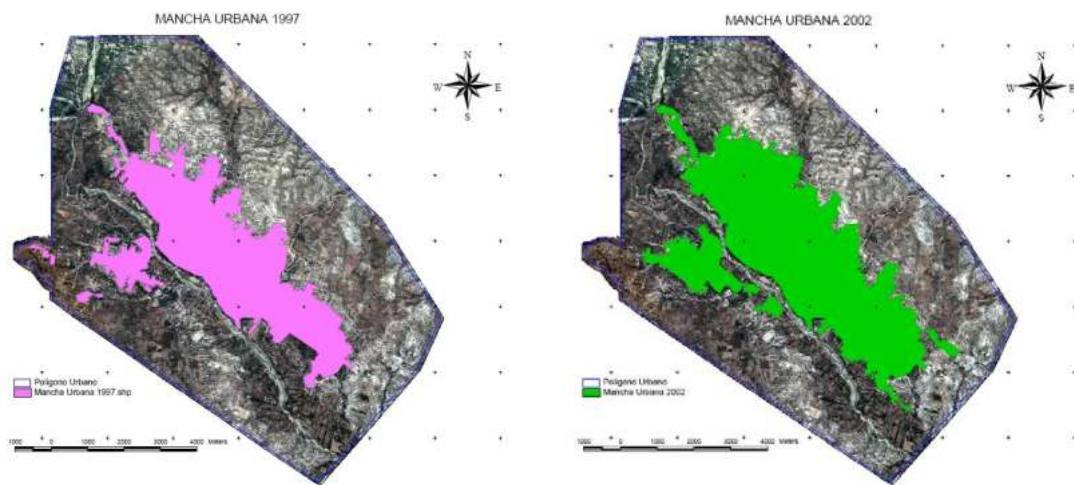 MANCHA URBANA 1997
N
W E
S
Poligono Urbano
Mancha Urbana 1997.shp
1000 0 1000 2000 3000 4000 Meters
MANCHA URBANA 2002
N
W E
S
Poligono Urbano
Mancha Urbana 2002
1000 0 1000 2000 3000 4000 Meters